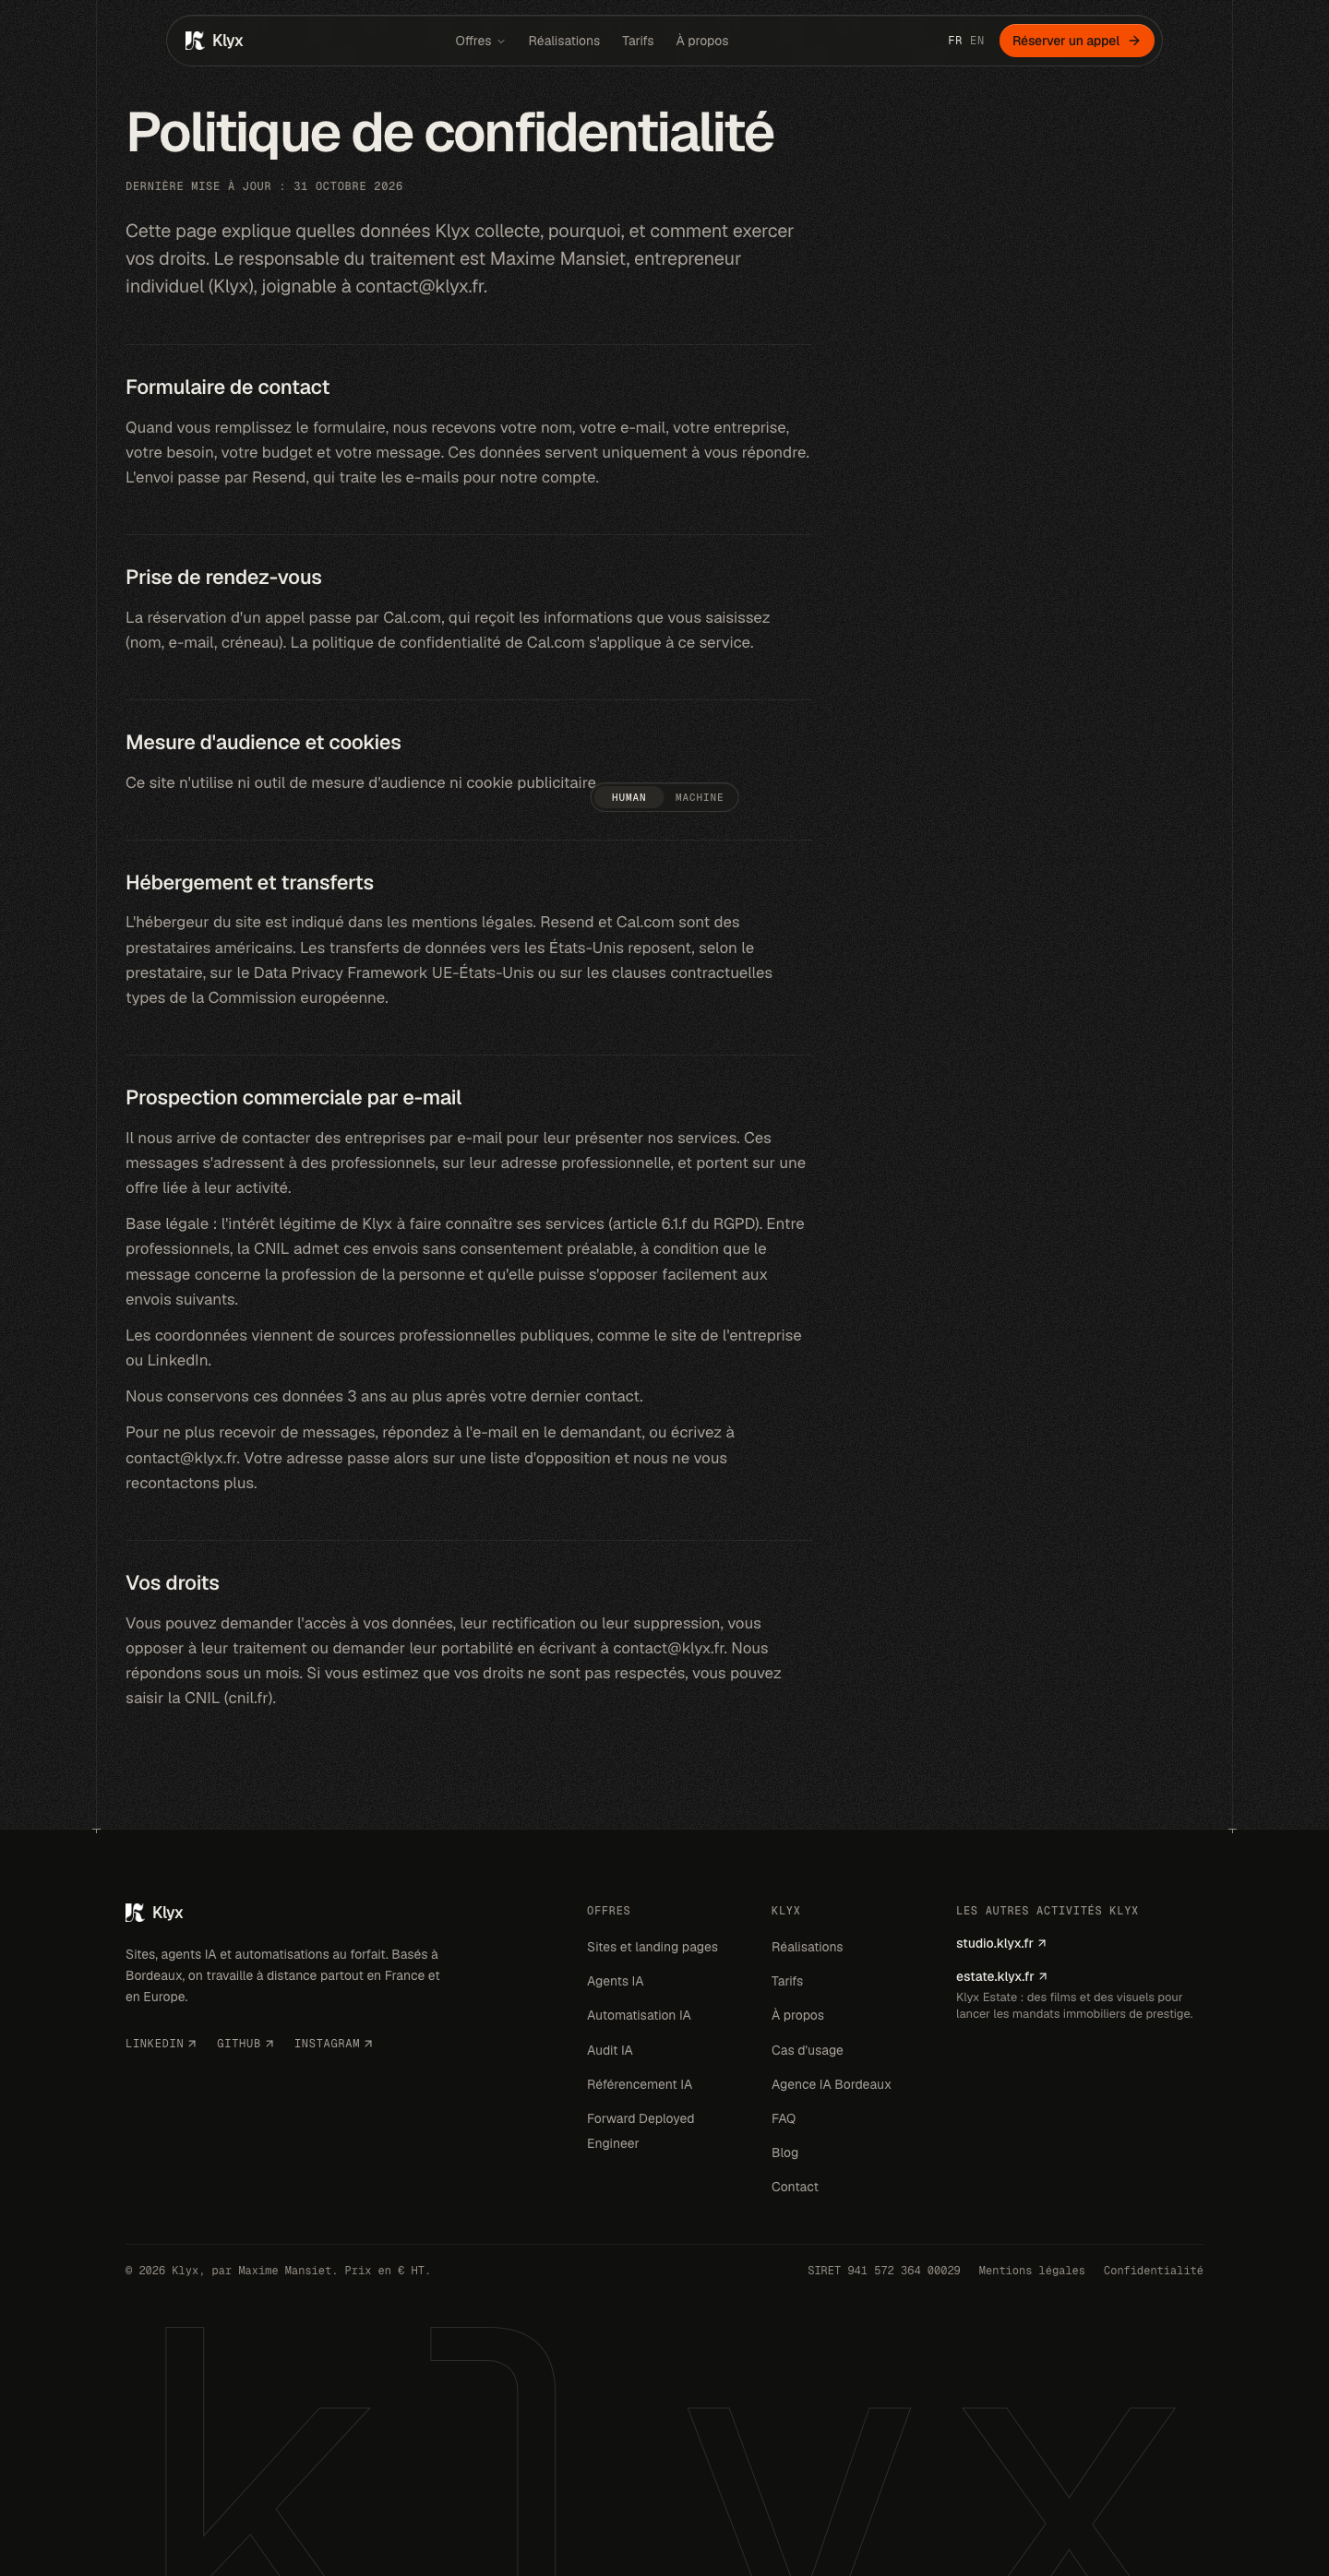 Klyx
Offres
Réalisations
Tarifs
À propos
FR EN
Réserver un appel
Politique de confidentialité
DERNIÈRE MISE À JOUR : 31 OCTOBRE 2026
Cette page explique quelles données Klyx collecte, pourquoi, et comment exercer
vos droits. Le responsable du traitement est Maxime Mansiet, entrepreneur
individuel (Klyx), joignable à contact@klyx.fr.
Formulaire de contact
Quand vous remplissez le formulaire, nous recevons votre nom, votre e-mail, votre entreprise,
votre besoin, votre budget et votre message. Ces données servent uniquement à vous répondre.
L'envoi passe par Resend, qui traite les e-mails pour notre compte.
Prise de rendez-vous
La réservation d'un appel passe par Cal.com, qui reçoit les informations que vous saisissez
(nom, e-mail, créneau). La politique de confidentialité de Cal.com s'applique à ce service.
Mesure d'audience et cookies
Ce site n'utilise ni outil de mesure d'audience ni cookie publicitaire
HUMAN
MACHINE
Hébergement et transferts
L'hébergeur du site est indiqué dans les mentions légales. Resend et Cal.com sont des
prestataires américains. Les transferts de données vers les États-Unis reposent, selon le
prestataire, sur le Data Privacy Framework UE-États-Unis ou sur les clauses contractuelles
types de la Commission européenne.
Prospection commerciale par e-mail
Il nous arrive de contacter des entreprises par e-mail pour leur présenter nos services. Ces
messages s'adressent à des professionnels, sur leur adresse professionnelle, et portent sur une
offre liée à leur activité.
Base légale : l'intérêt légitime de Klyx à faire connaître ses services (article 6.1.f du RGPD). Entre
professionnels, la CNIL admet ces envois sans consentement préalable, à condition que le
message concerne la profession de la personne et qu'elle puisse s'opposer facilement aux
envois suivants.
Les coordonnées viennent de sources professionnelles publiques, comme le site de l'entreprise
ou LinkedIn.
Nous conservons ces données 3 ans au plus après votre dernier contact.
Pour ne plus recevoir de messages, répondez à l'e-mail en le demandant, ou écrivez à
contact@klyx.fr. Votre adresse passe alors sur une liste d'opposition et nous ne vous
recontactons plus.
Vos droits
Vous pouvez demander l'accès à vos données, leur rectification ou leur suppression, vous
opposer à leur traitement ou demander leur portabilité en écrivant à contact@klyx.fr. Nous
répondons sous un mois. Si vous estimez que vos droits ne sont pas respectés, vous pouvez
saisir la CNIL (cnil.fr).
Klyx
Sites, agents IA et automatisations au forfait. Basés à
Bordeaux, on travaille à distance partout en France et
en Europe.
LINKEDIN
GITHUB
INSTAGRAM
OFFRES
Sites et landing pages
Agents IA
Automatisation IA
Audit IA
Référencement IA
Forward Deployed
Engineer
KLYX
Réalisations
Tarifs
À propos
Cas d'usage
Agence IA Bordeaux
FAQ
Blog
Contact
LES AUTRES ACTIVITÉS KLYX
studio.klyx.fr
estate.klyx.fr
Klyx Estate : des films et des visuels pour
lancer les mandats immobiliers de prestige.
© 2026 Klyx, par Maxime Mansiet. Prix en € HT.
SIRET 941 572 364 00029
Mentions légales
Confidentialité
klyx